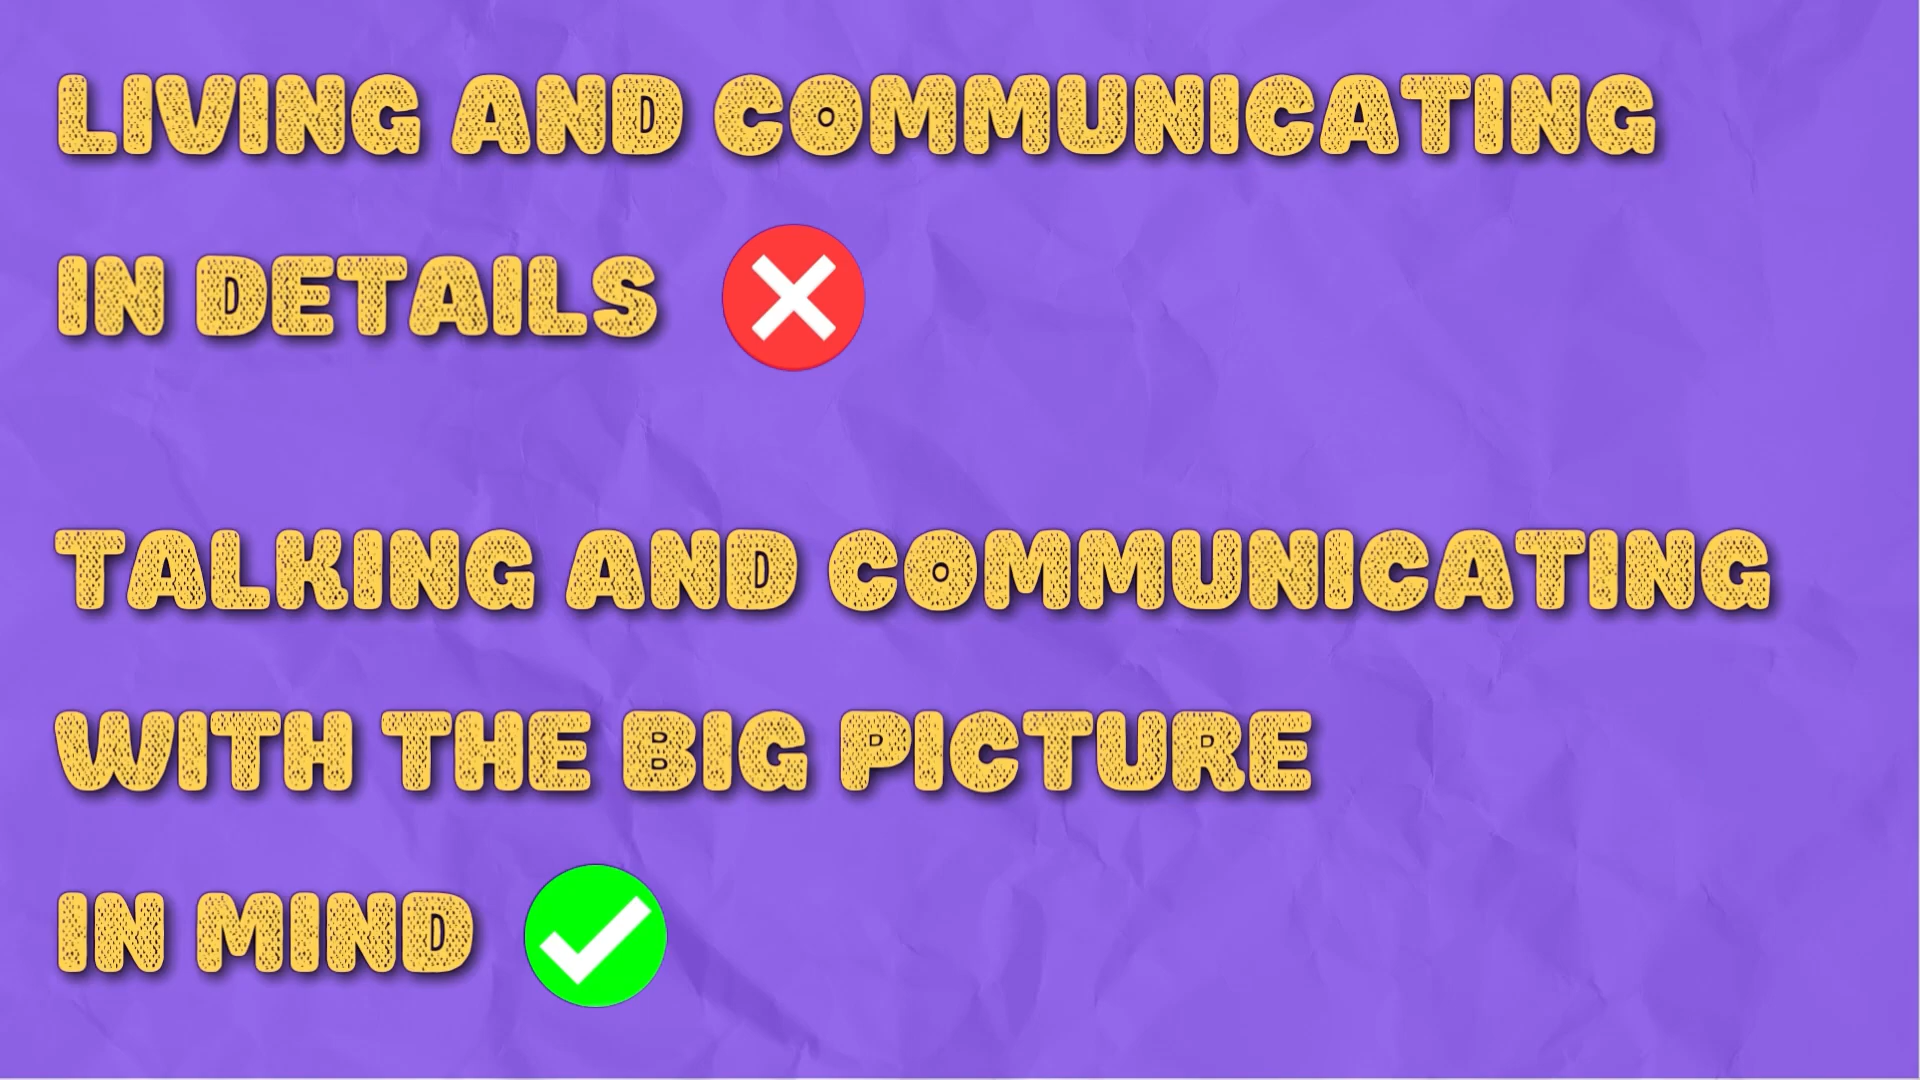 LIVING AND COMMUNICATING
IN DETAILS
TALKING AND COMMUNICATING
WITH THE BIG PICTURE
IN MIND